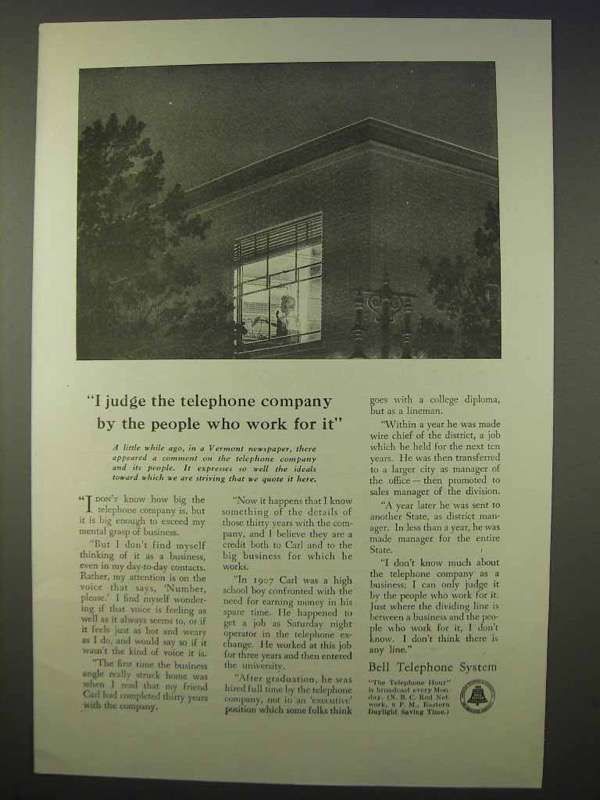 "I judge the telephone company
by the people who work for it"
A little while ago, in a Vermont newspaper, there
appeared a comment on the telephone company
and its people. It expresses so well the ideals
toward which we are striving that we quote it here.
"I DON'T know how big the
telephone company is, but
it is big enough to exceed my
mental grasp of business.
"But I don't find myself
thinking of it as a business,
even in my day-to-day contacts.
Rather, my attention is on the
voice that says, 'Number,
please.' I find myself wonder-
ing if that voice is feeling as
well as it always seems to, or if
it feels just as hot and weary
as I do, and would say so if it
wasn't the kind of voice it is.
"The first time the business
angle really struck home was
when I read that my friend
Carl had completed thirty years
with the company.
"Now it happens that I know
something of the details of
those thirty years with the com-
pany, and I believe they are a
credit both to Carl and to the
big business for which he
works.
"In 1907 Carl was a high
school boy confronted with the
need for earning money in his
spare time. He happened to
get a job as Saturday night
operator in the telephone ex-
change. He worked at this job
for three years and then entered
the university.
"After graduation, he was
hired full time by the telephone
company, not in an 'executive'
position which some folks think
goes with a college diploma,
but as a lineman.
"Within a year he was made
wire chief of the district, a job
which he held for the next ten
years. He was then transferred
to a larger city as manager of
the office—then promoted to
sales manager of the division.
"A year later he was sent to
another State, as district man-
ager. In less than a year, he was
made manager for the entire
State.
"I don't know much about
the telephone company as a
business; I can only judge it
by the people who work for it.
Just where the dividing line is
between a business and the peo-
ple who work for it, I don't
know. I don't think there is
any line."
Bell Telephone System
"The Telephone Hour"
is broadcast every Mon-
day. (N. B. C. Red Net-
work, 8 P. M., Eastern
Daylight Saving Time.)